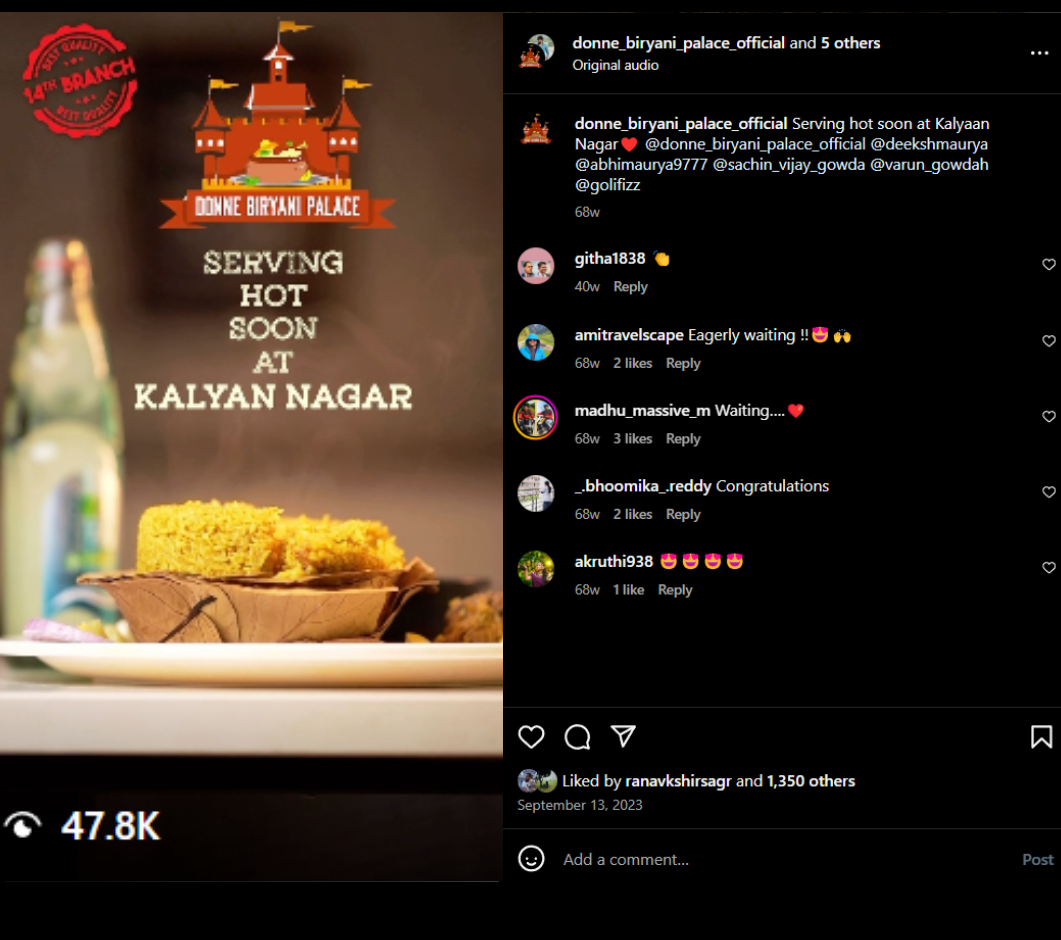 BEST QUALITY
14TH BRANCH
BEST QUALITY
DONNE BIRYANI PALACE
SERVING
HOT
SOON
AT
KALYAN NAGAR
47.8K
donne_biryani_palace_official and 5 others
Original audio
donne_biryani_palace_official Serving hot soon at Kalyaan
Nagar❤️ @donne_biryani_palace_official @deekshmaurya
@abhimaurya9777 @sachin_vijay_gowda @varun_gowdah
@golifizz
68w
githa1838 👏
40w Reply
amitravelscape Eagerly waiting !!😍🙌
68w 2 likes Reply
madhu_massive_m Waiting....❤️
68w 3 likes Reply
_.bhoomika_.reddy Congratulations
68w 2 likes Reply
akruthi938 😍😍😍😍
68w 1 like Reply
Liked by ranavkshirsagr and 1,350 others
September 13, 2023
Add a comment...
Post